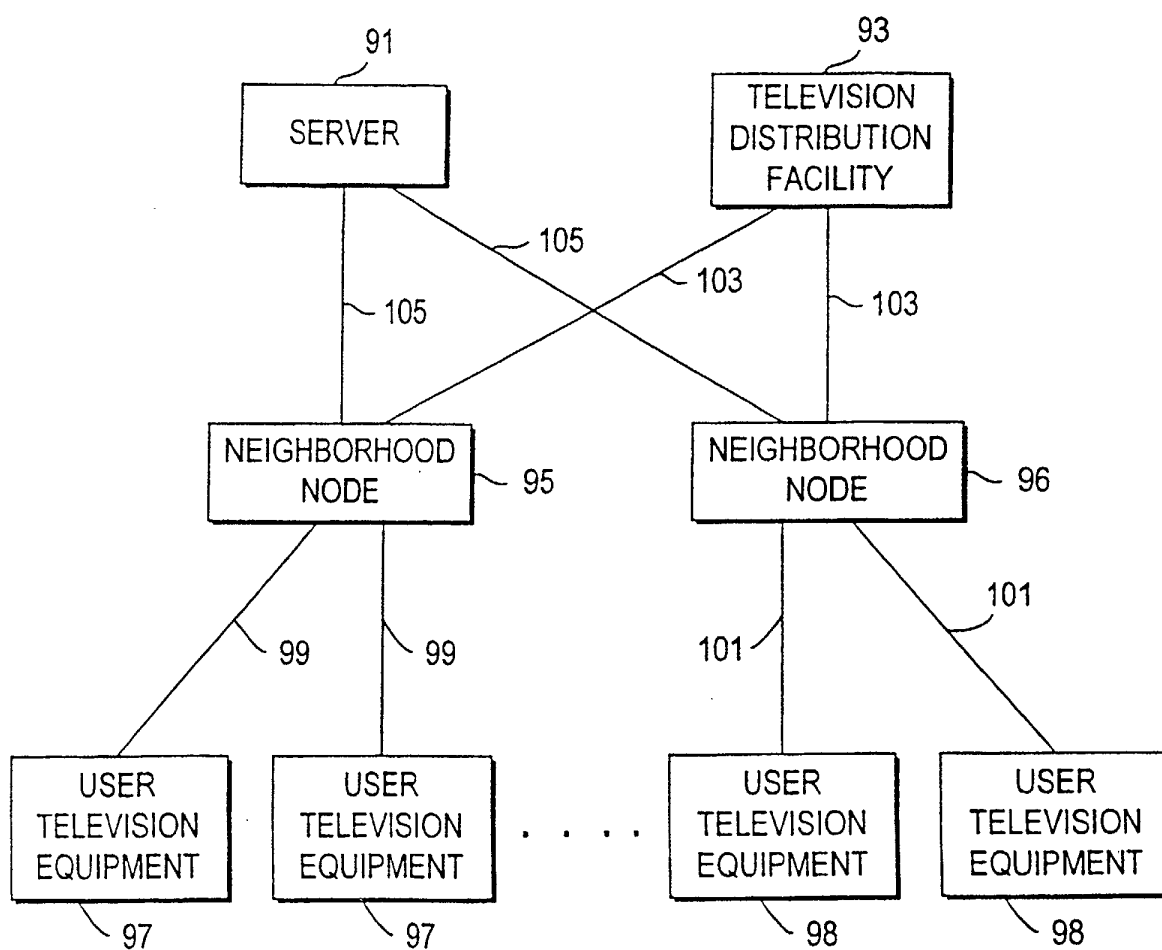 91
93
SERVER
TELEVISION
DISTRIBUTION
FACILITY
105
103
105
103
NEIGHBORHOOD
NODE
95
NEIGHBORHOOD
NODE
96
99
99
101
101
USER
TELEVISION
EQUIPMENT
USER
TELEVISION
EQUIPMENT
. . . .
USER
TELEVISION
EQUIPMENT
USER
TELEVISION
EQUIPMENT
97
97
98
98